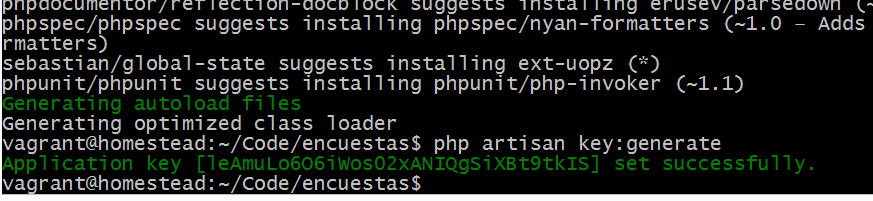 phpdocumentor/reflection-docblock suggests installing erusev/parsedown (~
phpspec/phpspec suggests installing phpspec/nyan-formatters (~1.0 – Adds
rmatters)
sebastian/global-state suggests installing ext-uopz (*)
phpunit/phpunit suggests installing phpunit/php-invoker (~1.1)
Generating autoload files
Generating optimized class loader
vagrant@homestead:~/Code/encuestas$ php artisan key:generate
Application key [leAmuLo6O6iWosO2xANIQgSiXBt9tkIS] set successfully.
vagrant@homestead:~/Code/encuestas$